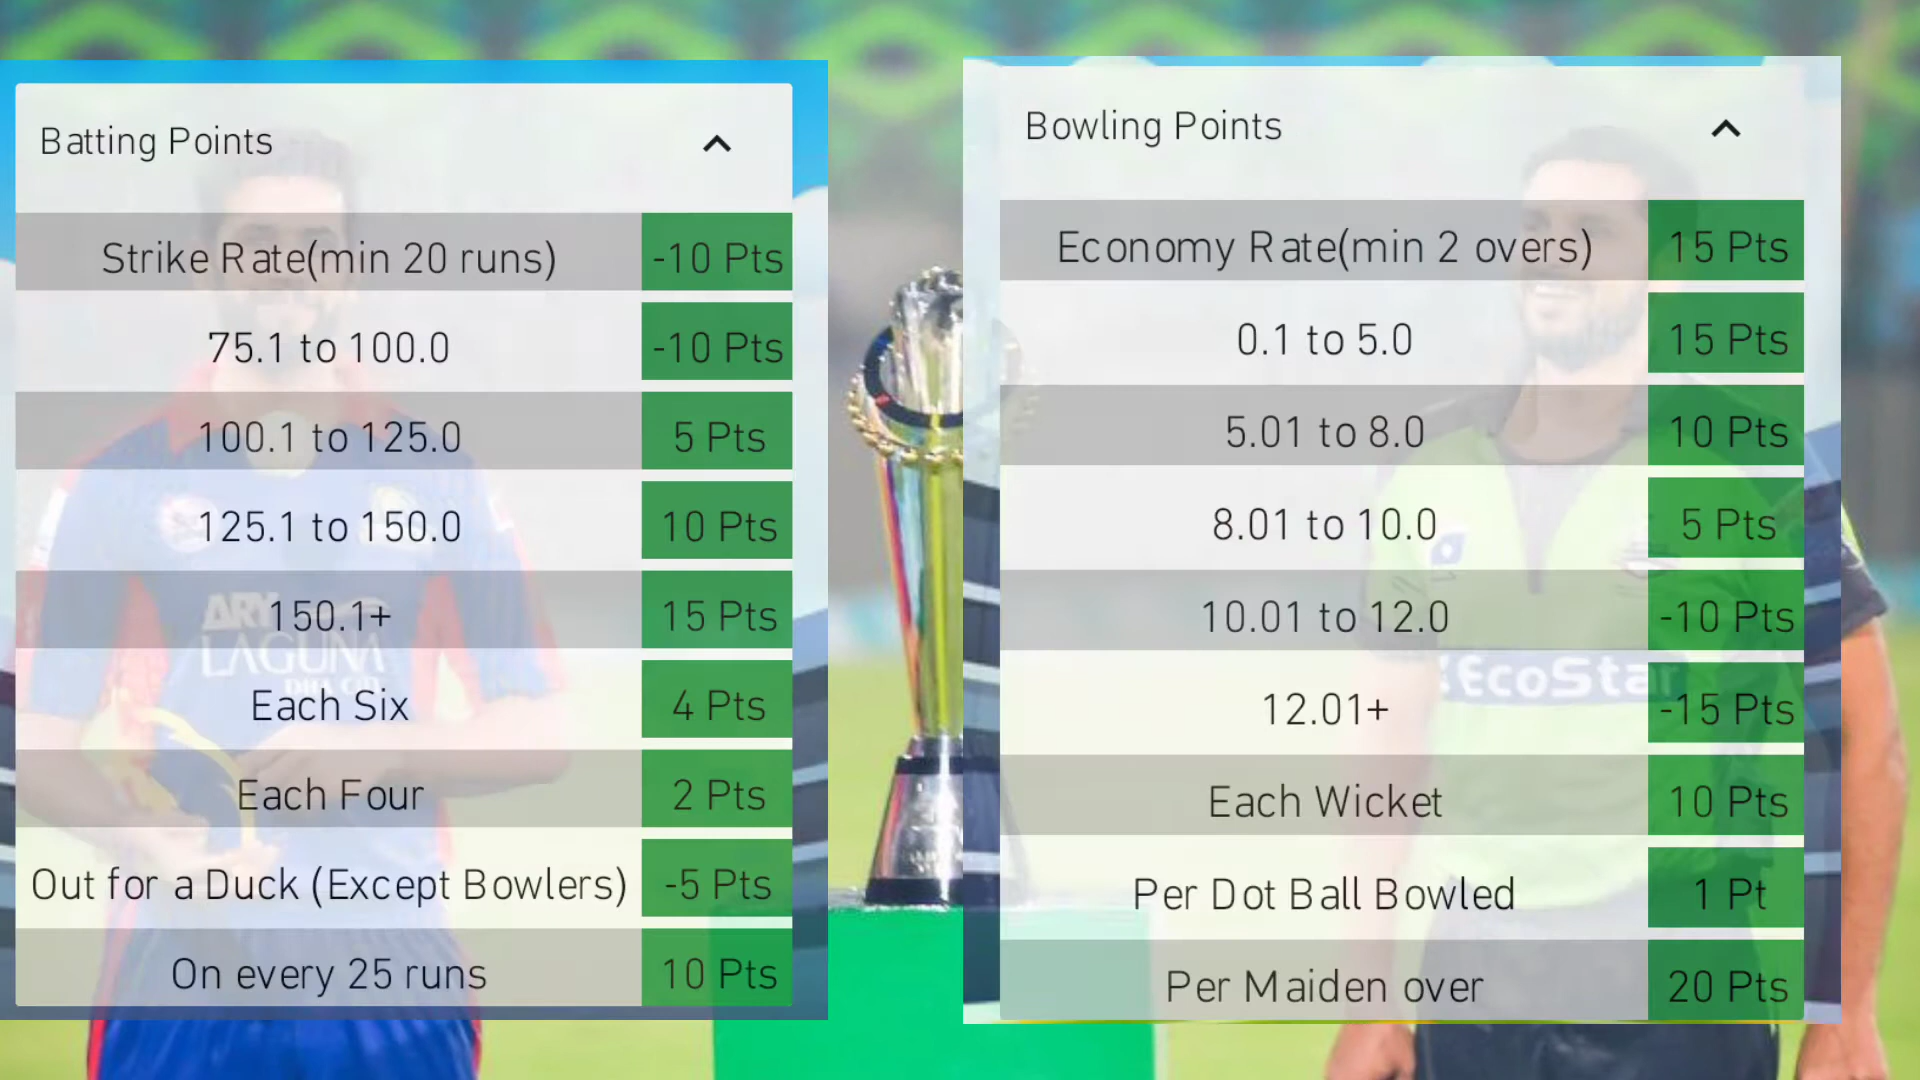 Batting Points
Strike Rate(min 20 runs) -10 Pts
75.1 to 100.0 -10 Pts
100.1 to 125.0 5 Pts
125.1 to 150.0 10 Pts
150.1+ 15 Pts
Each Six 4 Pts
Each Four 2 Pts
Out for a Duck (Except Bowlers) -5 Pts
On every 25 runs 10 Pts
ARY
LAGUNA
Bowling Points
Economy Rate(min 2 overs) 15 Pts
0.1 to 5.0 15 Pts
5.01 to 8.0 10 Pts
8.01 to 10.0 5 Pts
10.01 to 12.0 -10 Pts
12.01+ -15 Pts
Each Wicket 10 Pts
Per Dot Ball Bowled 1 Pt
Per Maiden over 20 Pts
EcoStar